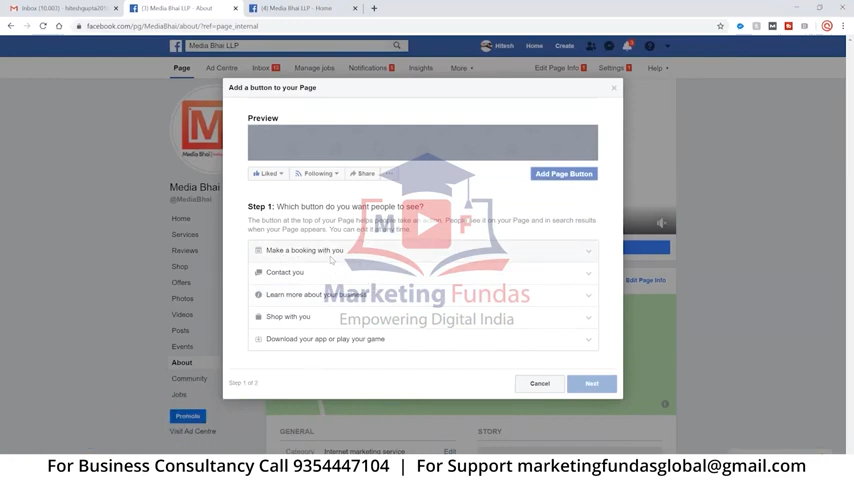 Inbox (10,003) - hiteshgupta201
(3) Media Bhai LLP - About
(4) Media Bhai LLP - Home
facebook.com/pg/MediaBhai/about/?ref=page_internal
Media Bhai LLP
Hitesh Home Create
Page Ad Centre Inbox Manage jobs Notifications Insights More Edit Page Info Settings Help
Add a button to your Page
Preview
Liked Following Share Add Page Button
Media Bhai
Media Bhai
@MediaBhai
Step 1: Which button do you want people to see?
The button at the top of your Page helps people take an action. People see it on your Page and in search results
when your Page appears. You can edit it at any time.
Home
Services
Reviews
Shop
Offers
Photos
Videos
Posts
Events
About
Community
Jobs
Promote
Visit Ad Centre
Make a booking with you
Contact you
Learn more about your business
Shop with you
Download your app or play your game
M F
Marketing Fundas
Empowering Digital India
Edit Page Info
Step 1 of 2
Cancel Next
GENERAL STORY
Category Internet marketing service Edit
For Business Consultancy Call 9354447104 | For Support marketingfundasglobal@gmail.com